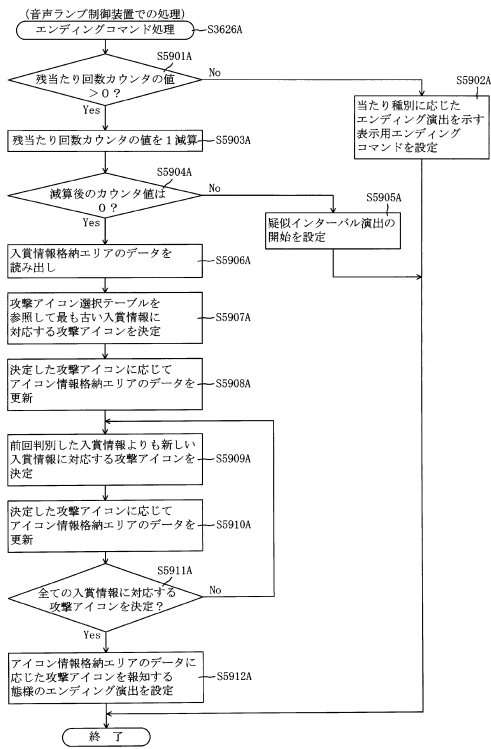 (音声ランプ制御装置での処理)
エンディングコマンド処理
S3626A
S5901A
残当たり回数カウンタの値
>0?
No
Yes
S5902A
当たり種別に応じた
エンディング演出を示す
表示用エンディング
コマンドを設定
残当たり回数カウンタの値を1減算
S5903A
S5904A
減算後のカウンタ値は
0?
No
Yes
S5905A
疑似インターバル演出の
開始を設定
入賞情報格納エリアのデータを
読み出し
S5906A
攻撃アイコン選択テーブルを
参照して最も古い入賞情報に
対応する攻撃アイコンを決定
S5907A
決定した攻撃アイコンに応じて
アイコン情報格納エリアのデータを
更新
S5908A
前回判別した入賞情報よりも新しい
入賞情報に対応する攻撃アイコンを
決定
S5909A
決定した攻撃アイコンに応じて
アイコン情報格納エリアのデータを
更新
S5910A
S5911A
全ての入賞情報に対応する
攻撃アイコンを決定?
No
Yes
アイコン情報格納エリアのデータに
応じた攻撃アイコンを報知する
態様のエンディング演出を設定
S5912A
終 了